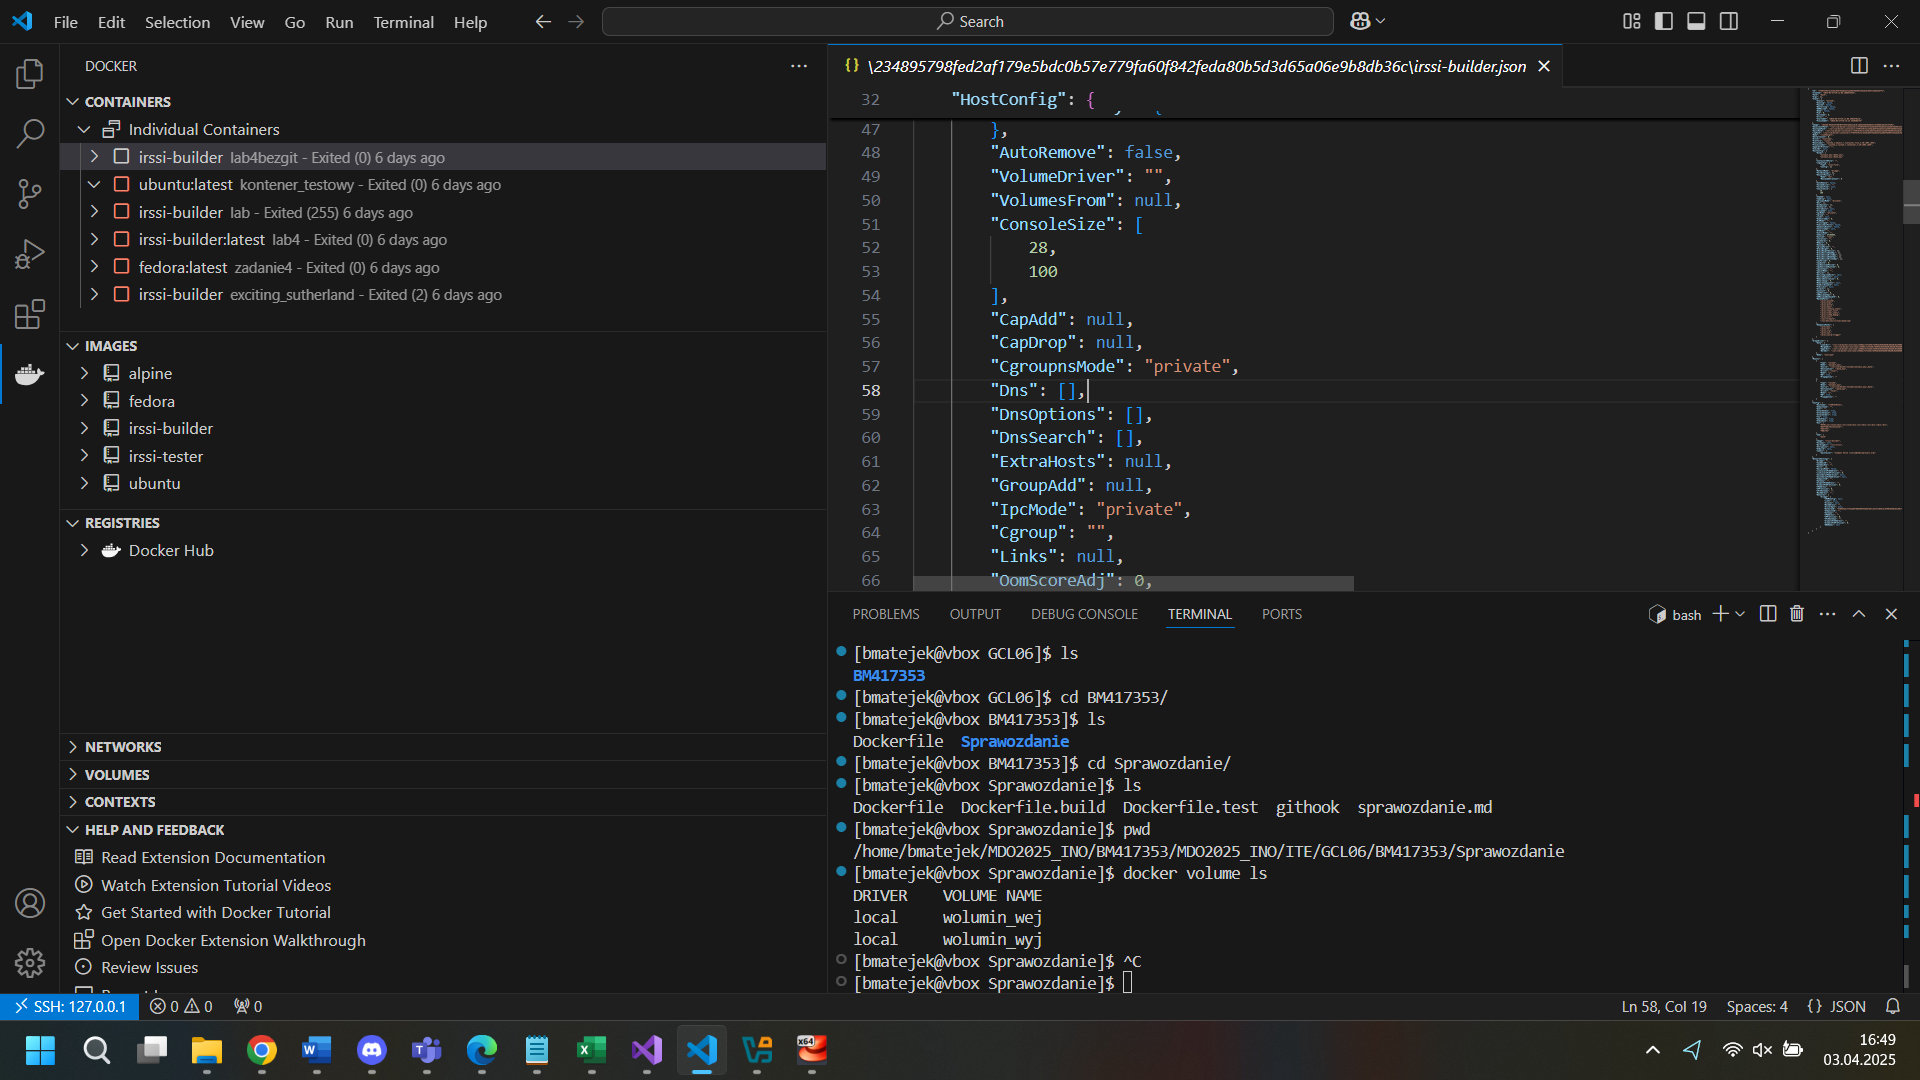 File Edit Selection View Go Run Terminal Help
Search
DOCKER
CONTAINERS
Individual Containers
irssi-builder lab4bezgit - Exited (0) 6 days ago
ubuntu:latest kontener_testowy - Exited (0) 6 days ago
irssi-builder lab - Exited (255) 6 days ago
irssi-builder:latest lab4 - Exited (0) 6 days ago
fedora:latest zadanie4 - Exited (0) 6 days ago
irssi-builder exciting_sutherland - Exited (2) 6 days ago
IMAGES
alpine
fedora
irssi-builder
irssi-tester
ubuntu
REGISTRIES
Docker Hub
NETWORKS
VOLUMES
CONTEXTS
HELP AND FEEDBACK
Read Extension Documentation
Watch Extension Tutorial Videos
Get Started with Docker Tutorial
Open Docker Extension Walkthrough
Review Issues
{} \234895798fed2af179e5bdc0b57e779fa60f842feda80b5d3d65a06e9b8db36c\irssi-builder.json
32 "HostConfig": {
47 },
48 "AutoRemove": false,
49 "VolumeDriver": "",
50 "VolumesFrom": null,
51 "ConsoleSize": [
52 28,
53 100
54 ],
55 "CapAdd": null,
56 "CapDrop": null,
57 "CgroupnsMode": "private",
58 "Dns": [],
59 "DnsOptions": [],
60 "DnsSearch": [],
61 "ExtraHosts": null,
62 "GroupAdd": null,
63 "IpcMode": "private",
64 "Cgroup": "",
65 "Links": null,
66 "OomScoreAdj": 0,
PROBLEMS OUTPUT DEBUG CONSOLE TERMINAL PORTS
bash
[bmatejek@vbox GCL06]$ ls
BM417353
[bmatejek@vbox GCL06]$ cd BM417353/
[bmatejek@vbox BM417353]$ ls
Dockerfile Sprawozdanie
[bmatejek@vbox BM417353]$ cd Sprawozdanie/
[bmatejek@vbox Sprawozdanie]$ ls
Dockerfile Dockerfile.build Dockerfile.test githook sprawozdanie.md
[bmatejek@vbox Sprawozdanie]$ pwd
/home/bmatejek/MDO2025_INO/BM417353/MDO2025_INO/ITE/GCL06/BM417353/Sprawozdanie
[bmatejek@vbox Sprawozdanie]$ docker volume ls
DRIVER VOLUME NAME
local wolumin_wej
local wolumin_wyj
[bmatejek@vbox Sprawozdanie]$ ^C
[bmatejek@vbox Sprawozdanie]$
SSH: 127.0.0.1 0 0 0
Ln 58, Col 19 Spaces: 4 {} JSON
x64
16:49
03.04.2025